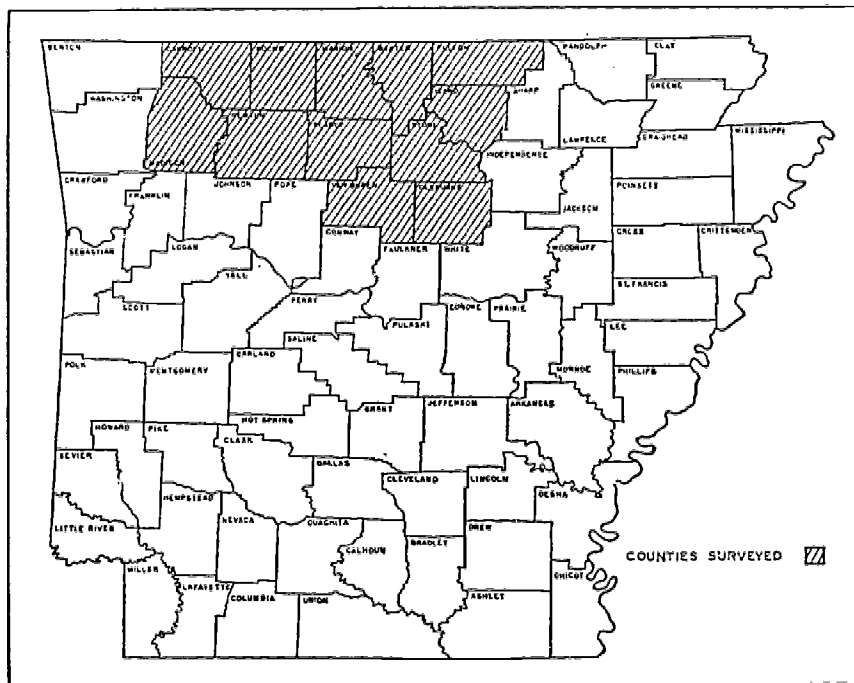 BENTON
CARROLL
BOONE
MARION
BAXTER
FULTON
RANDOLPH
CLAY
WASHINGTON
IZARD
SHARP
GREENE
MADISON
NEWTON
SEARCY
STONE
LAWRENCE
CRAIGHEAD
MISSISSIPPI
INDEPENDENCE
CRAWFORD
FRANKLIN
JOHNSON
POPE
VAN BUREN
CLEBURNE
JACKSON
POINSETT
SEBASTIAN
LOGAN
CONWAY
FAULKNER
WHITE
WOODRUFF
CROSS
CRITTENDEN
YELL
ST. FRANCIS
SCOTT
PERRY
PULASKI
LONOKE
PRAIRIE
LEE
SALINE
GARLAND
POLK
MONTGOMERY
MONROE
PHILLIPS
HOT SPRING
GRANT
JEFFERSON
ARKANSAS
HOWARD
PIKE
CLARK
SEVIER
DALLAS
CLEVELAND
LINCOLN
DESHA
HEMPSTEAD
LITTLE RIVER
NEVADA
OUACHITA
CALHOUN
BRADLEY
DREW
COUNTIES SURVEYED
MILLER
LAFAYETTE
COLUMBIA
UNION
ASHLEY
CHICOT